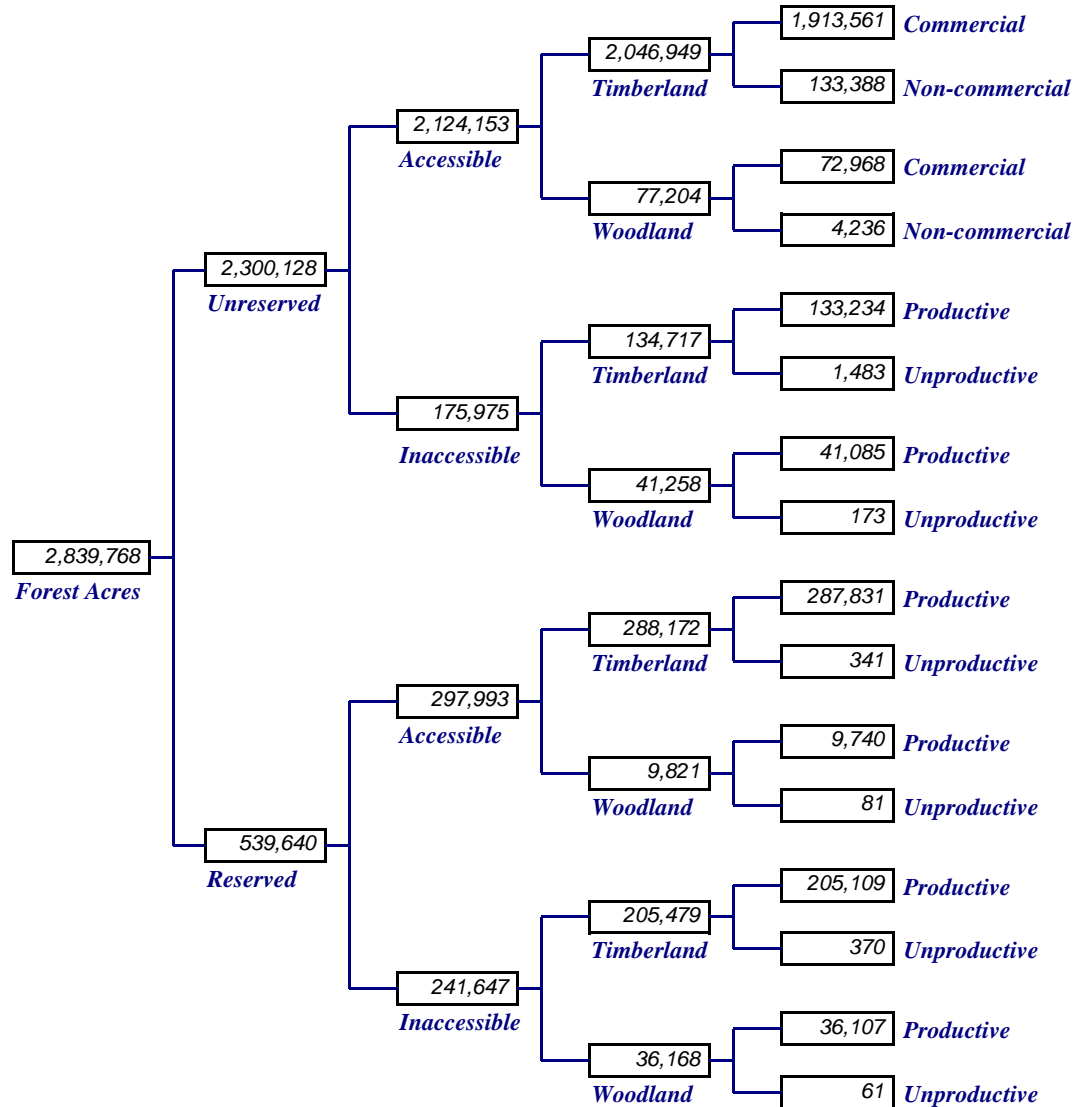 1,913,561 Commercial
2,046,949
Timberland
133,388 Non-commercial
2,124,153
Accessible
72,968 Commercial
77,204
Woodland
4,236 Non-commercial
2,300,128
Unreserved
133,234 Productive
134,717
Timberland
1,483 Unproductive
175,975
Inaccessible
41,085 Productive
41,258
Woodland
173 Unproductive
2,839,768
Forest Acres
287,831 Productive
288,172
Timberland
341 Unproductive
297,993
Accessible
9,740 Productive
9,821
Woodland
81 Unproductive
539,640
Reserved
205,109 Productive
205,479
Timberland
370 Unproductive
241,647
Inaccessible
36,107 Productive
36,168
Woodland
61 Unproductive